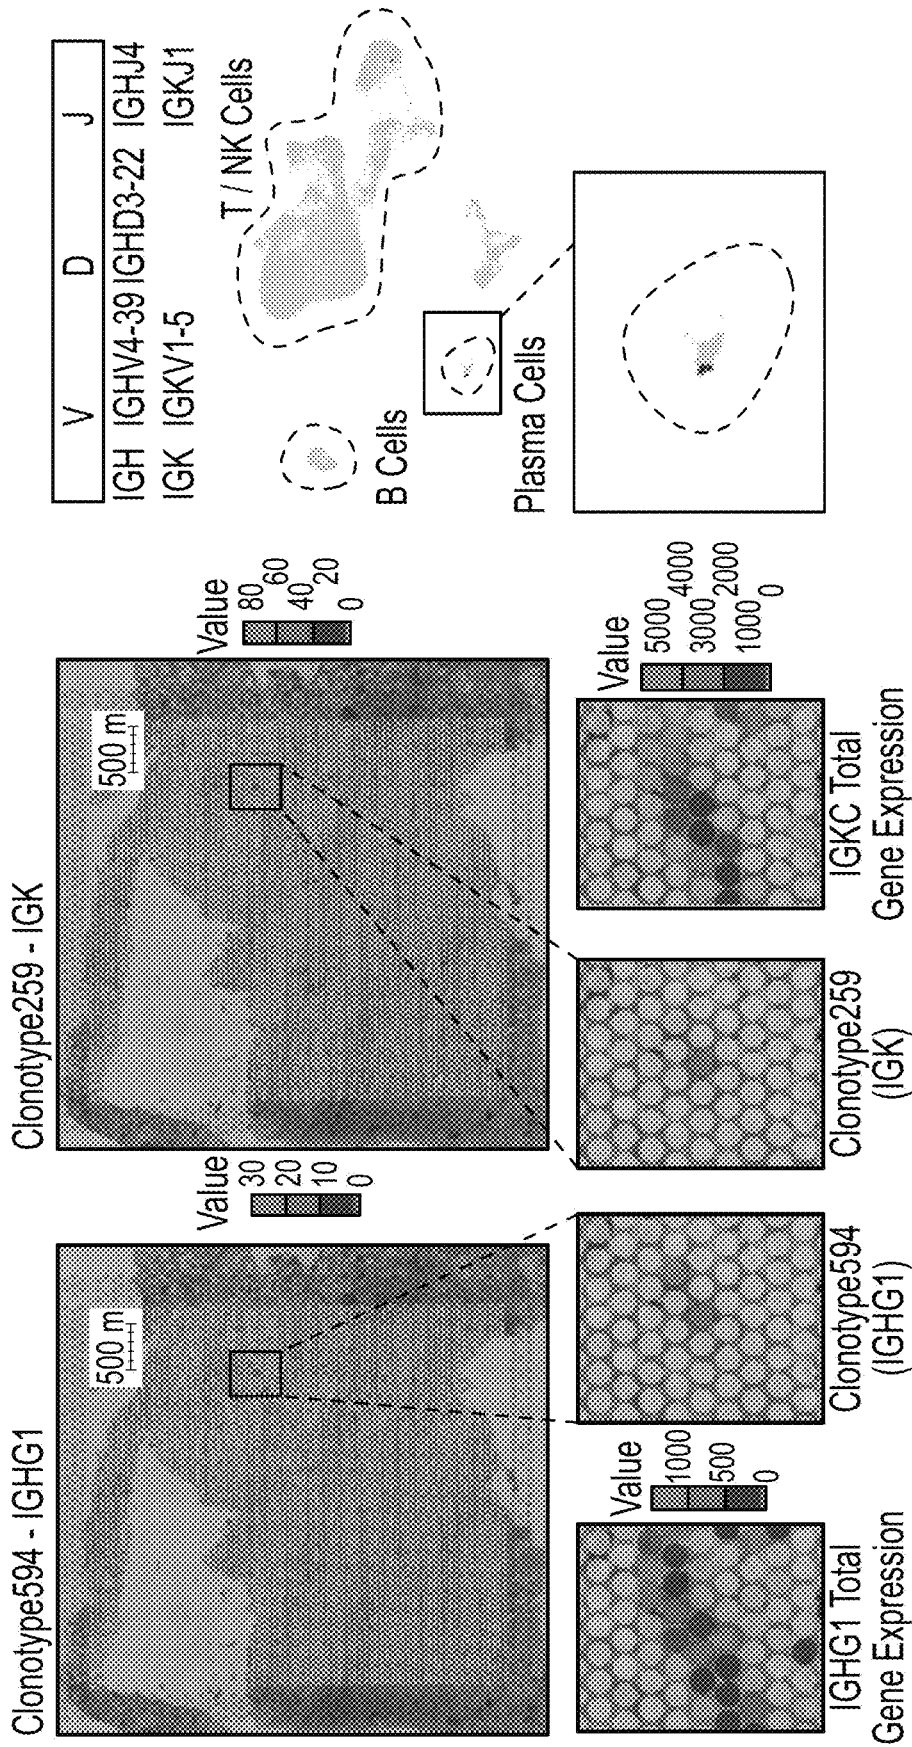 Clonotype594 - IGHG1
500 m
Value
30
20
10
0
Clonotype259 - IGK
500 m
Value
80
60
40
20
0
IGHG1 Total
Gene Expression
Value
1000
500
0
Clonotype594
(IGHG1)
Clonotype259
(IGK)
IGKC Total
Gene Expression
Value
5000
4000
3000
2000
1000
0
V D J
IGH IGHV4-39 IGHD3-22 IGHJ4
IGK IGKV1-5 IGKJ1
T / NK Cells
B Cells
Plasma Cells